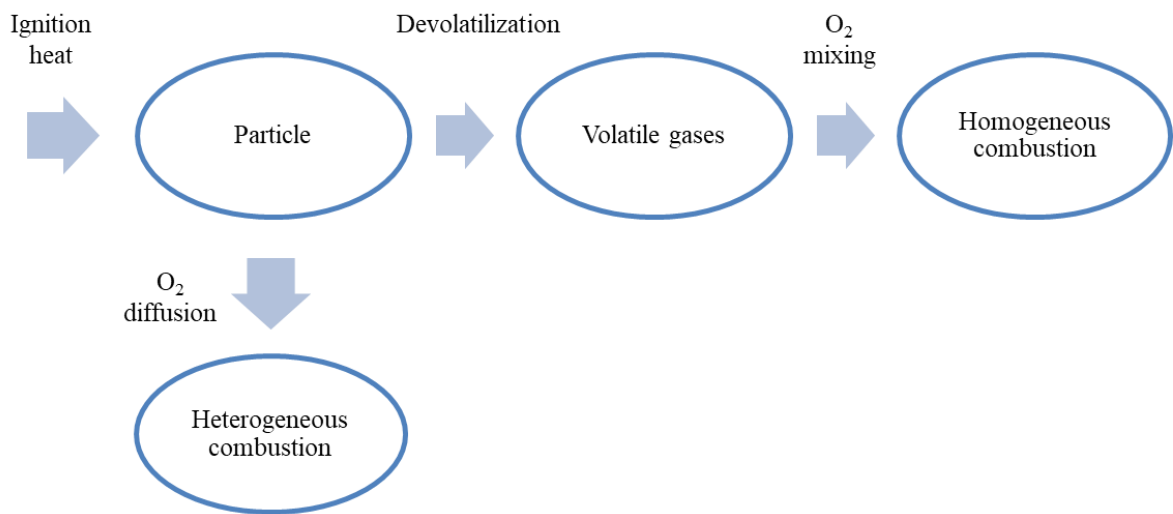 Ignition
heat
Devolatilization
O₂
mixing
Particle
Volatile gases
Homogeneous
combustion
O₂
diffusion
Heterogeneous
combustion